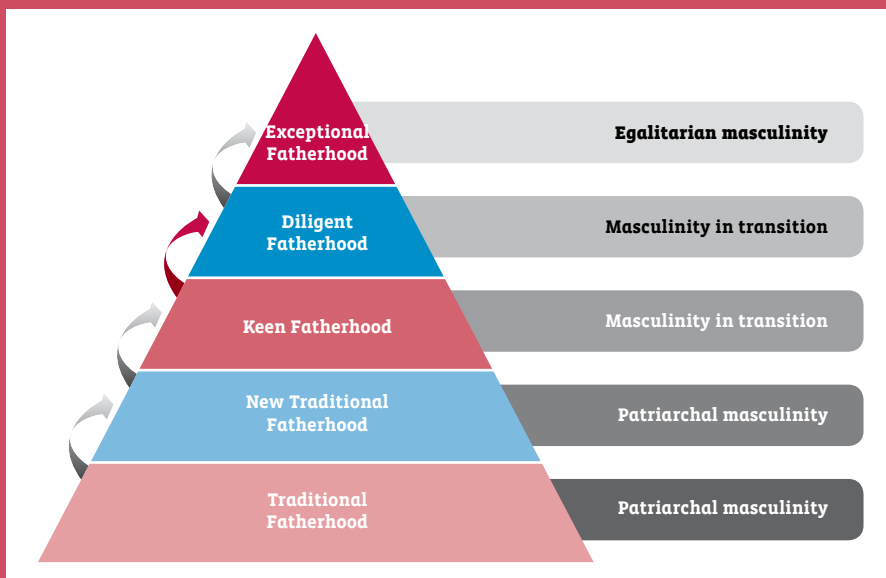 Exceptional
Fatherhood
Egalitarian masculinity
Diligent
Fatherhood
Masculinity in transition
Keen Fatherhood
Masculinity in transition
New Traditional
Fatherhood
Patriarchal masculinity
Traditional
Fatherhood
Patriarchal masculinity